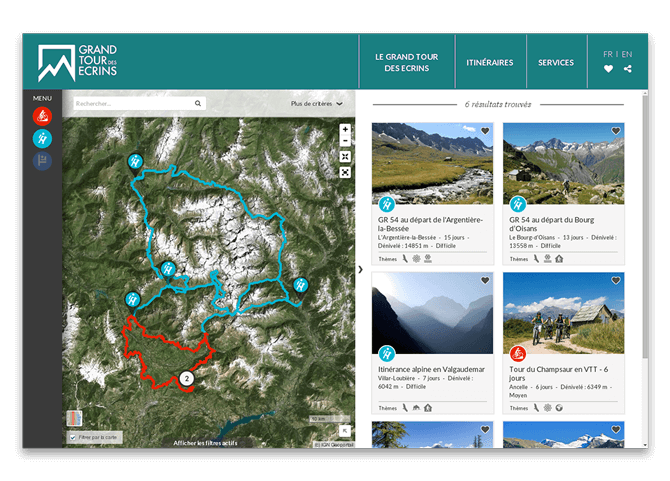 GRAND
TOUR DES
ECRINS
LE GRAND TOUR
DES ECRINS
ITINÉRAIRES
SERVICES
FR | EN
MENU
Rechercher...
Plus de critères
6 résultats trouvés
+
-
GR 54 au départ de l'Argentière-
la-Bessée
L'Argentière-la-Bessée - 15 jours -
Dénivelé : 14851 m - Difficile
Thèmes
GR 54 au départ du Bourg
d'Oisans
Le Bourg-d'Oisans - 13 jours - Dénivelé :
13558 m - Difficile
Thèmes
Itinérance alpine en Valgaudemar
Villar-Loubière - 7 jours - Dénivelé :
6042 m - Difficile
Thèmes
Tour du Champsaur en VTT - 6
jours
Ancelle - 6 jours - Dénivelé : 6349 m -
Moyen
Thèmes
2
10 km
Filtres par la carte
Afficher les filtres actifs
(c) IGN Geoportail